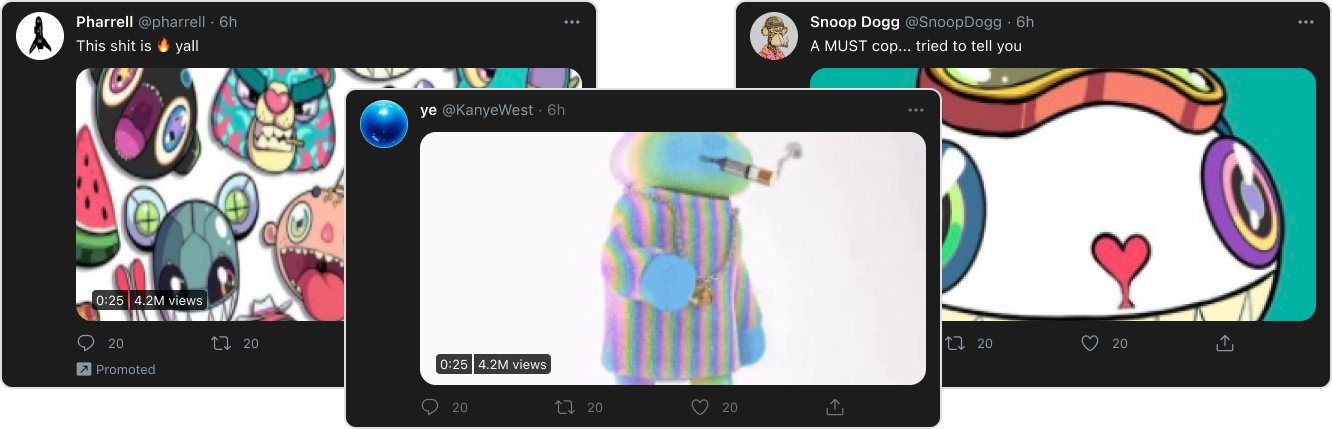 Pharrell @pharrell · 6h
This shit is 🔥 yall
0:25 4.2M views
20 20
Promoted
ye @KanyeWest · 6h
0:25 4.2M views
20 20 20
Snoop Dogg @SnoopDogg · 6h
A MUST cop... tried to tell you
20 20